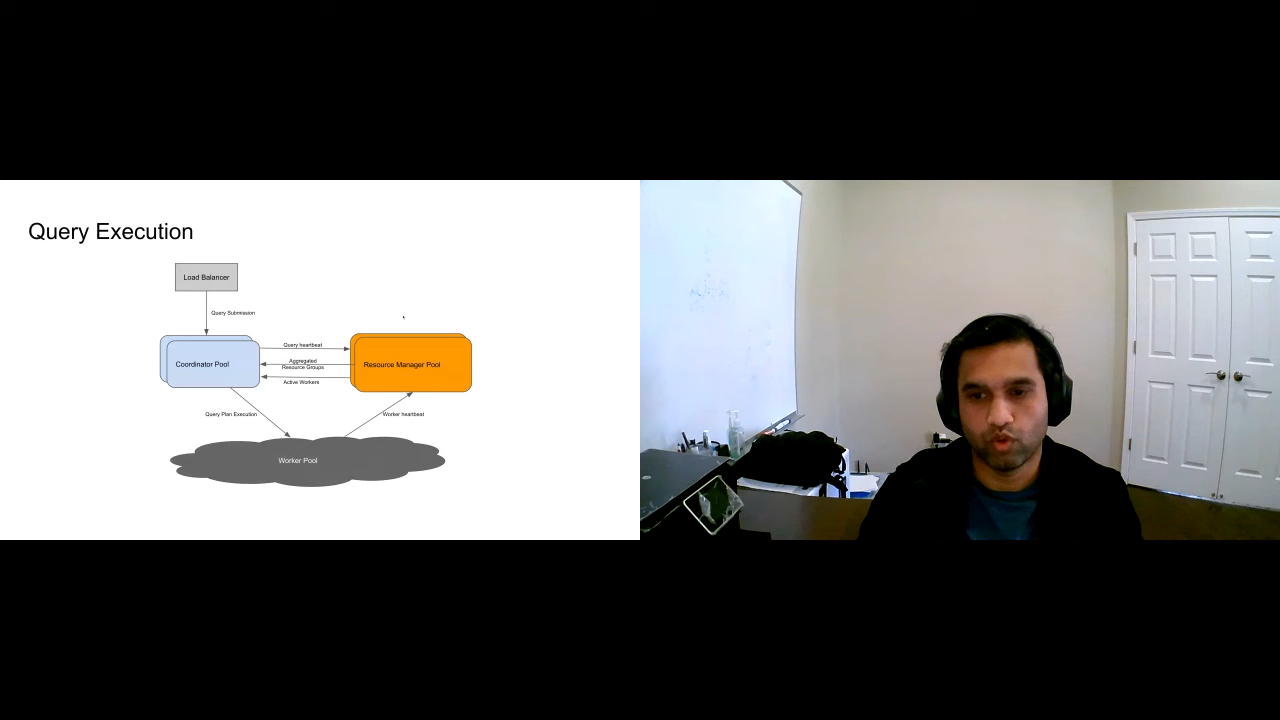 Query Execution
Load Balancer
Query Submission
Query heartbeat
Aggregated
Resource Groups
Active Workers
Coordinator Pool
Resource Manager Pool
Query Plan Execution
Worker heartbeat
Worker Pool